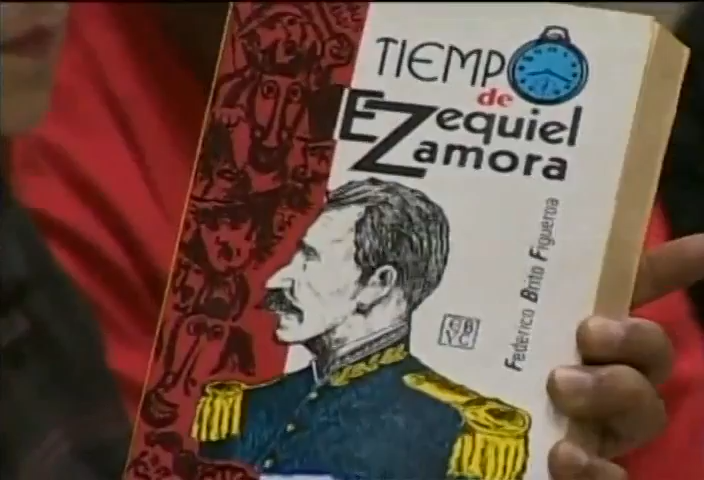 TIEMPO
de
EZequiel
Zamora
Federico Brito Figueroa